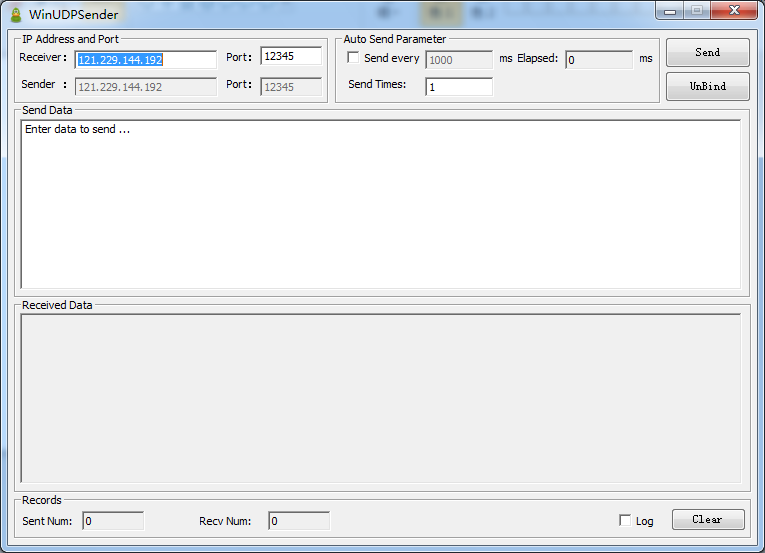 WinUDPSender
IP Address and Port
Receiver: 121.229.144.192 Port: 12345
Sender : 121.229.144.192 Port: 12345
Auto Send Parameter
Send every 1000 ms Elapsed: 0 ms
Send Times: 1
Send
UnBind
Send Data
Enter data to send ...
Received Data
Records
Sent Num: 0 Recv Num: 0 Log Clear